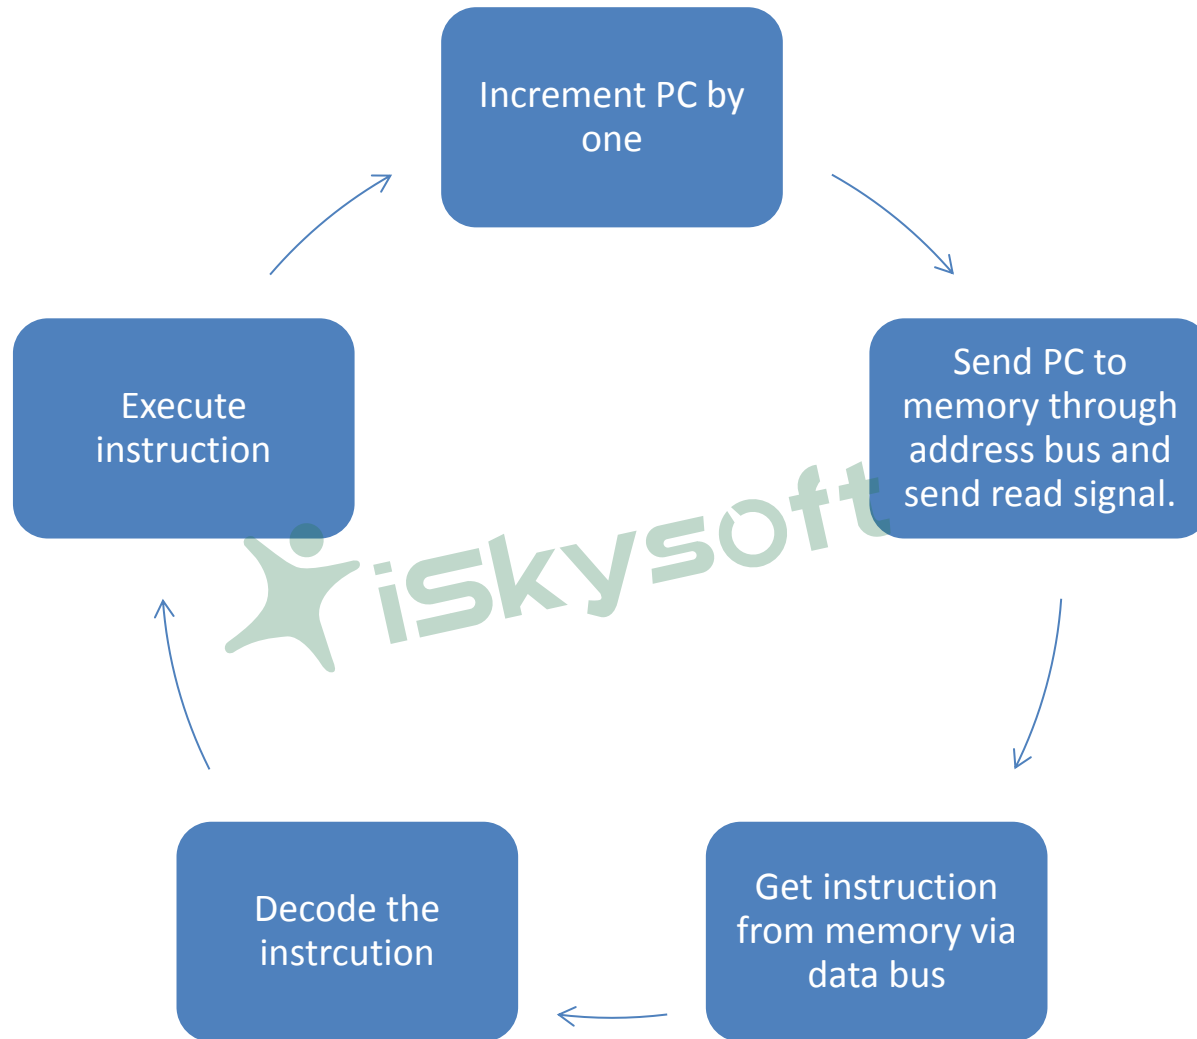 Increment PC by
one
Send PC to
memory through
address bus and
send read signal.
Execute
instruction
iSkysoft
Get instruction
from memory via
data bus
Decode the
instrcution